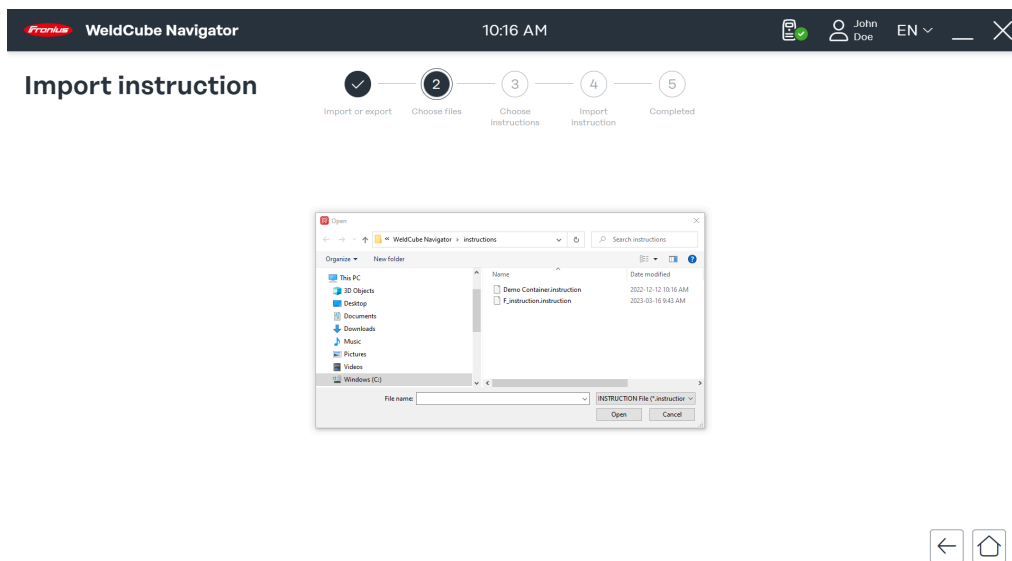 Fronius WeldCube Navigator 10:16 AM John Doe EN
Import instruction
2 3 4 5
Import or export Choose files Choose instructions Import instruction Completed
Open
« WeldCube Navigator › instructions Search instructions
Organize New folder ?
This PC
3D Objects
Desktop
Documents
Downloads
Music
Pictures
Videos
Windows (C:)
Name Date modified
Demo Container.instruction 2022-12-12 10:16 AM
F_instruction.instruction 2023-03-16 9:43 AM
File name: INSTRUCTION File (*.instruction
Open Cancel